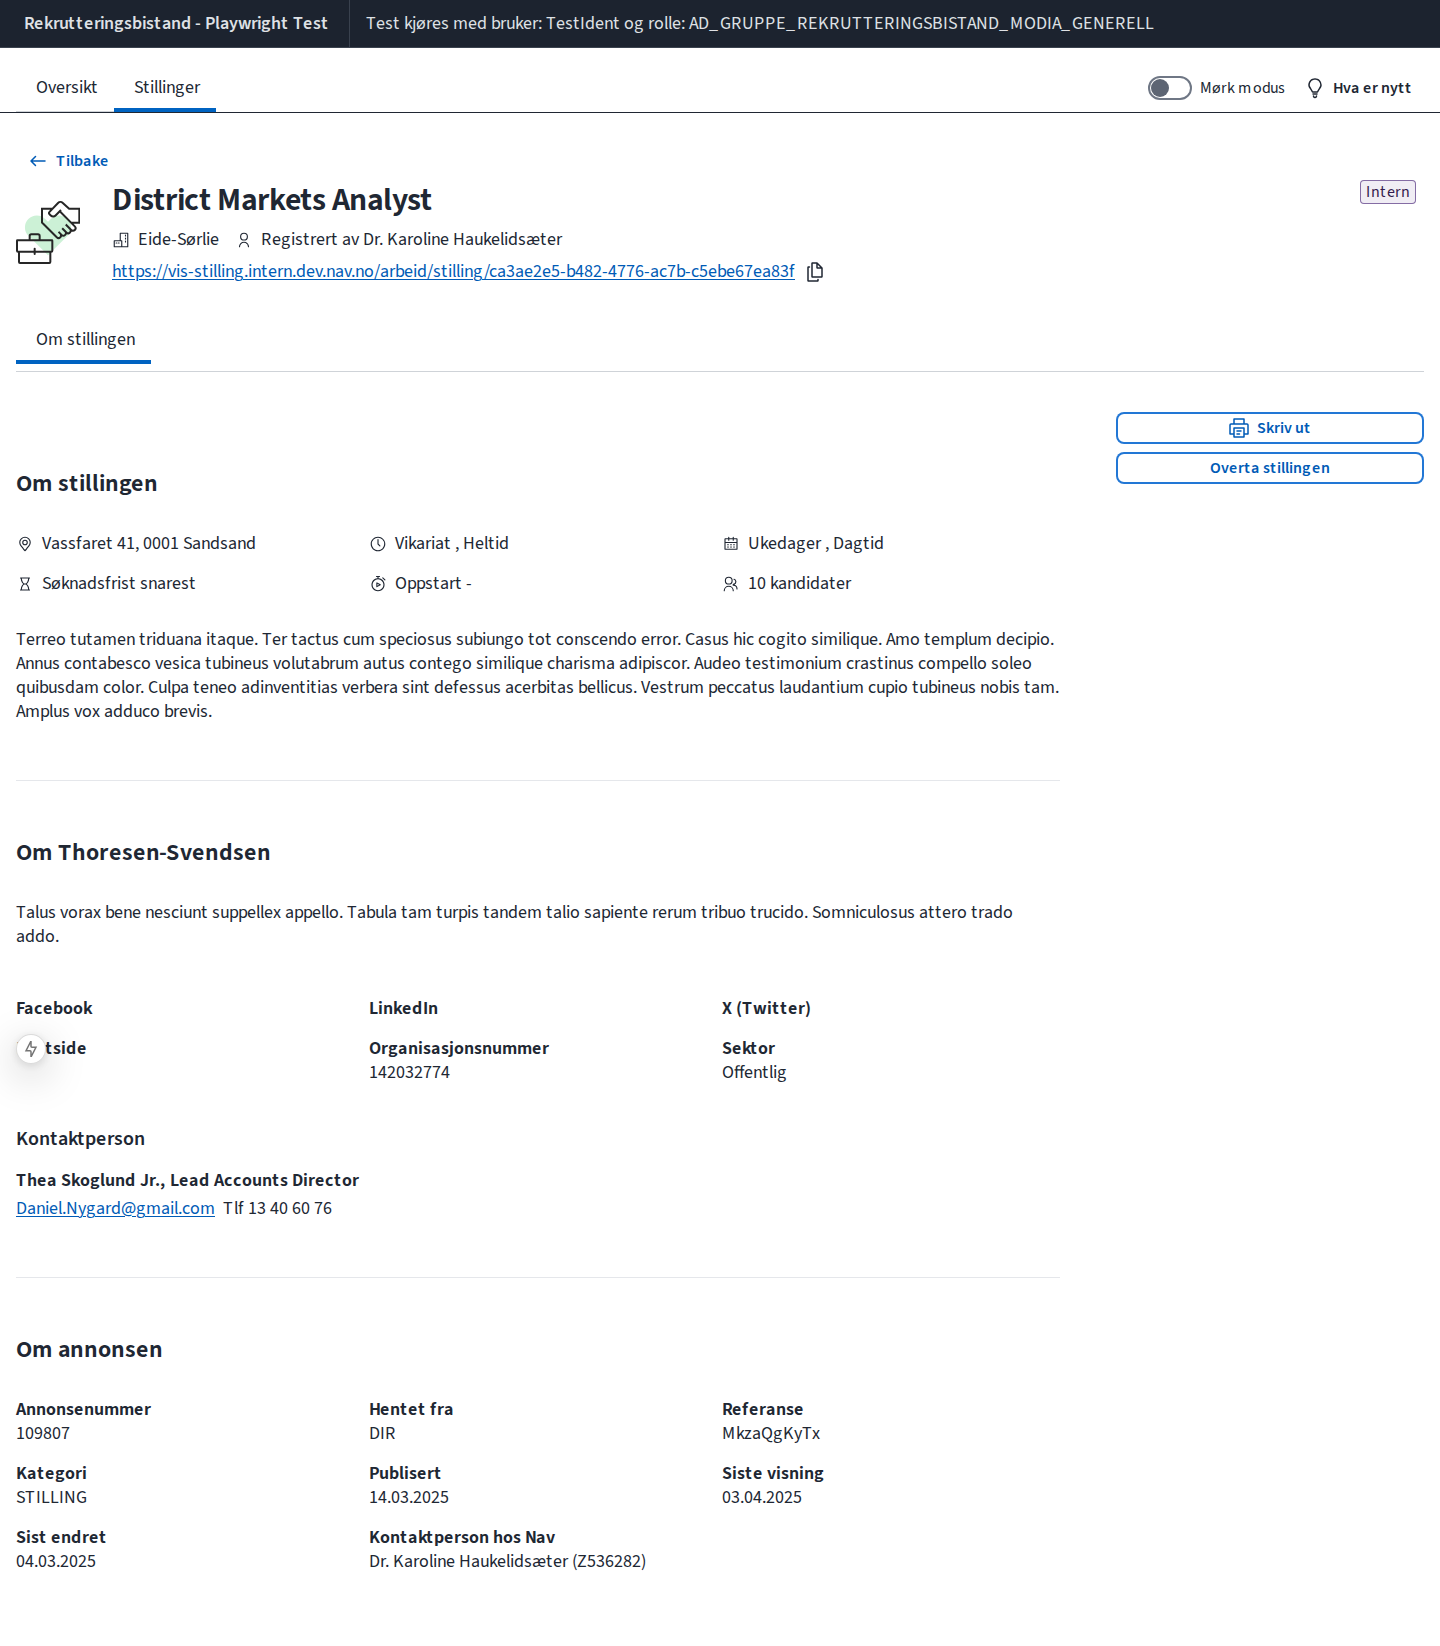 Rekrutteringsbistand - Playwright Test
Test kjøres med bruker: TestIdent og rolle: AD_GRUPPE_REKRUTTERINGSBISTAND_MODIA_GENERELL
Oversikt
Stillinger
Mørk modus
Hva er nytt
Tilbake
District Markets Analyst
Intern
Eide-Sørlie
Registrert av Dr. Karoline Haukelidsæter
https://vis-stilling.intern.dev.nav.no/arbeid/stilling/ca3ae2e5-b482-4776-ac7b-c5ebe67ea83f
Om stillingen
Skriv ut
Overta stillingen
Om stillingen
Vassfaret 41, 0001 Sandsand
Vikariat , Heltid
Ukedager , Dagtid
Søknadsfrist snarest
Oppstart -
10 kandidater
Terreo tutamen triduana itaque. Ter tactus cum speciosus subiungo tot conscendo error. Casus hic cogito similique. Amo templum decipio.
Annus contabesco vesica tubineus volutabrum autus contego similique charisma adipiscor. Audeo testimonium crastinus compello soleo
quibusdam color. Culpa teneo adinventitias verbera sint defessus acerbitas bellicus. Vestrum peccatus laudantium cupio tubineus nobis tam.
Amplus vox adduco brevis.
Om Thoresen-Svendsen
Talus vorax bene nesciunt suppellex appello. Tabula tam turpis tandem talio sapiente rerum tribuo trucido. Somniculosus attero trado
addo.
Facebook
LinkedIn
X (Twitter)
tside
Organisasjonsnummer
142032774
Sektor
Offentlig
Kontaktperson
Thea Skoglund Jr., Lead Accounts Director
Daniel.Nygard@gmail.com Tlf 13 40 60 76
Om annonsen
Annonsenummer
109807
Hentet fra
DIR
Referanse
MkzaQgKyTx
Kategori
STILLING
Publisert
14.03.2025
Siste visning
03.04.2025
Sist endret
04.03.2025
Kontaktperson hos Nav
Dr. Karoline Haukelidsæter (Z536282)